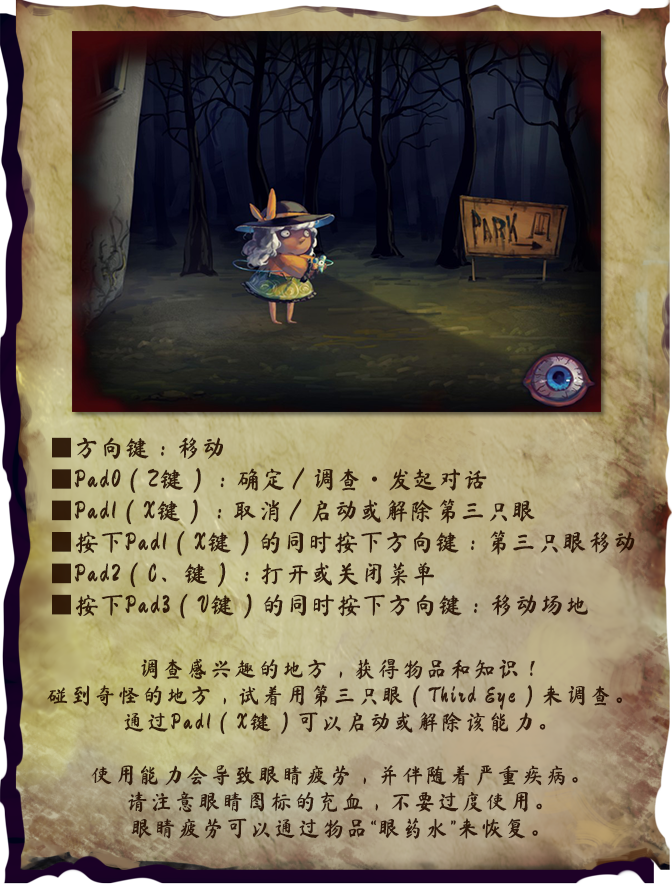 PARK
■方向键：移动
■Pad0（Z键）：确定/调查·发起对话
■Pad1（X键）：取消/启动或解除第三只眼
■按下Pad1（X键）的同时按下方向键：第三只眼移动
■Pad2（C、键）：打开或关闭菜单
■按下Pad3（V键）的同时按下方向键：移动场地
调查感兴趣的地方，获得物品和知识！
碰到奇怪的地方，试着用第三只眼（Third Eye）来调查。
通过Pad1（X键）可以启动或解除该能力。
使用能力会导致眼睛疲劳，并伴随着严重疾病。
请注意眼睛图标的充血，不要过度使用。
眼睛疲劳可以通过物品“眼药水”来恢复。